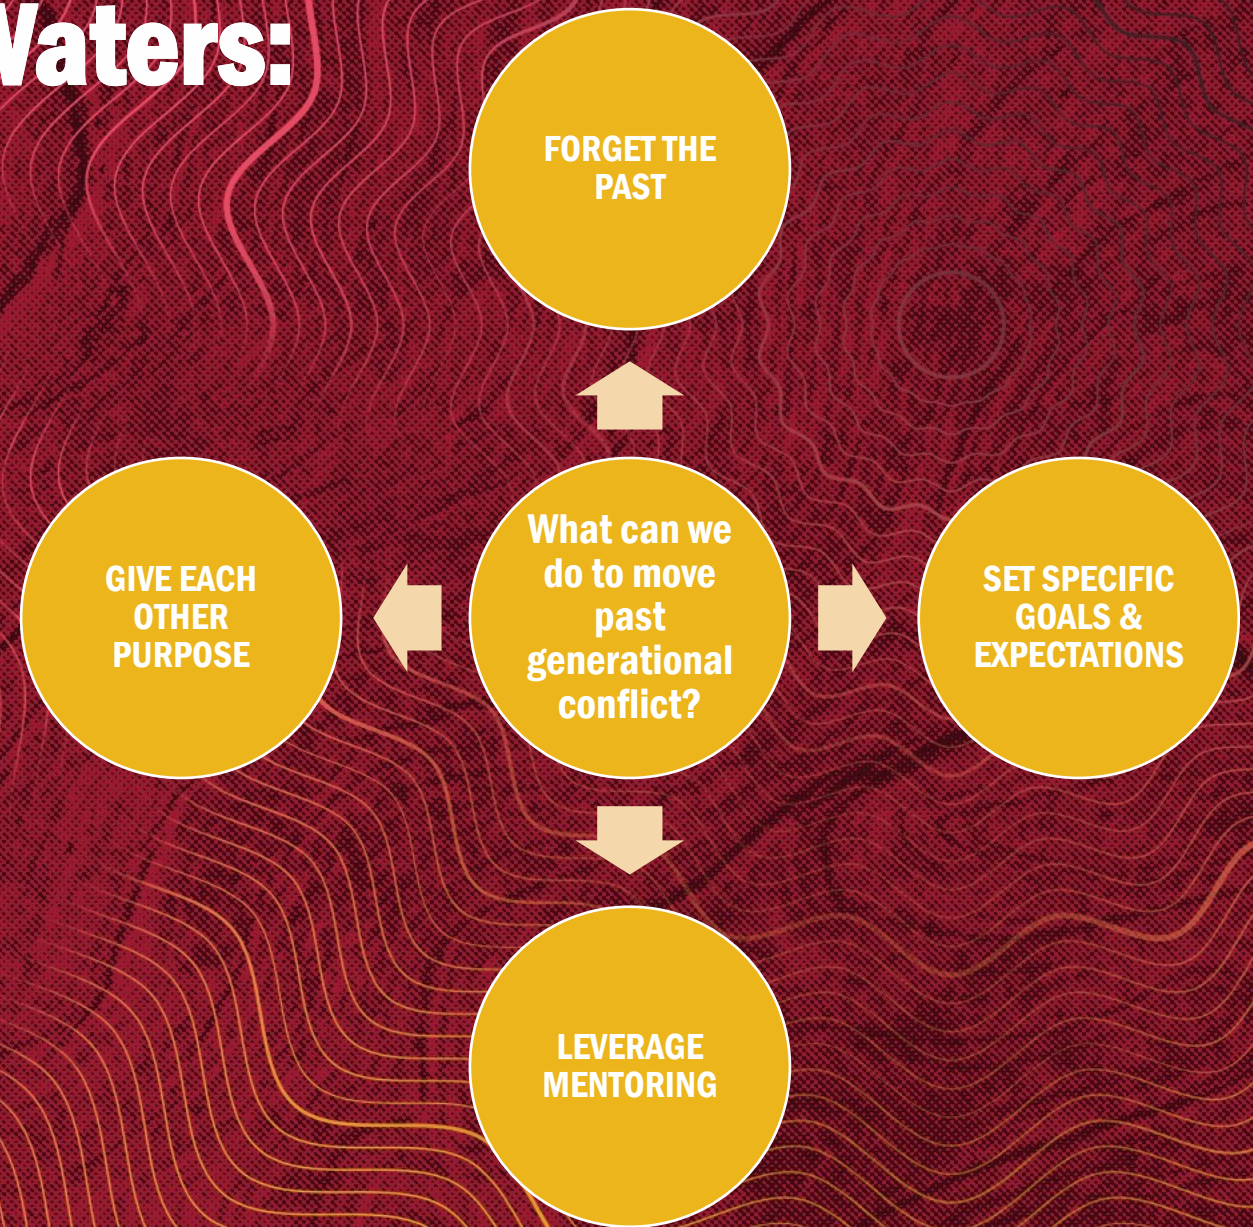 Waters:
FORGET THE
PAST
GIVE EACH
OTHER
PURPOSE
What can we
do to move
past
generational
conflict?
SET SPECIFIC
GOALS &
EXPECTATIONS
LEVERAGE
MENTORING